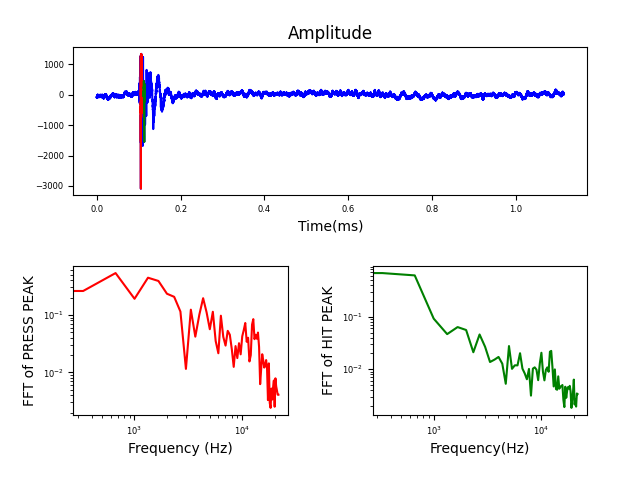 Amplitude
1000
0
−1000
−2000
−3000
0.0 0.2 0.4 0.6 0.8 1.0
Time(ms)
FFT of PRESS PEAK
10⁻¹
10⁻²
10³ 10⁴
Frequency (Hz)
FFT of HIT PEAK
10⁻¹
10⁻²
10³ 10⁴
Frequency(Hz)